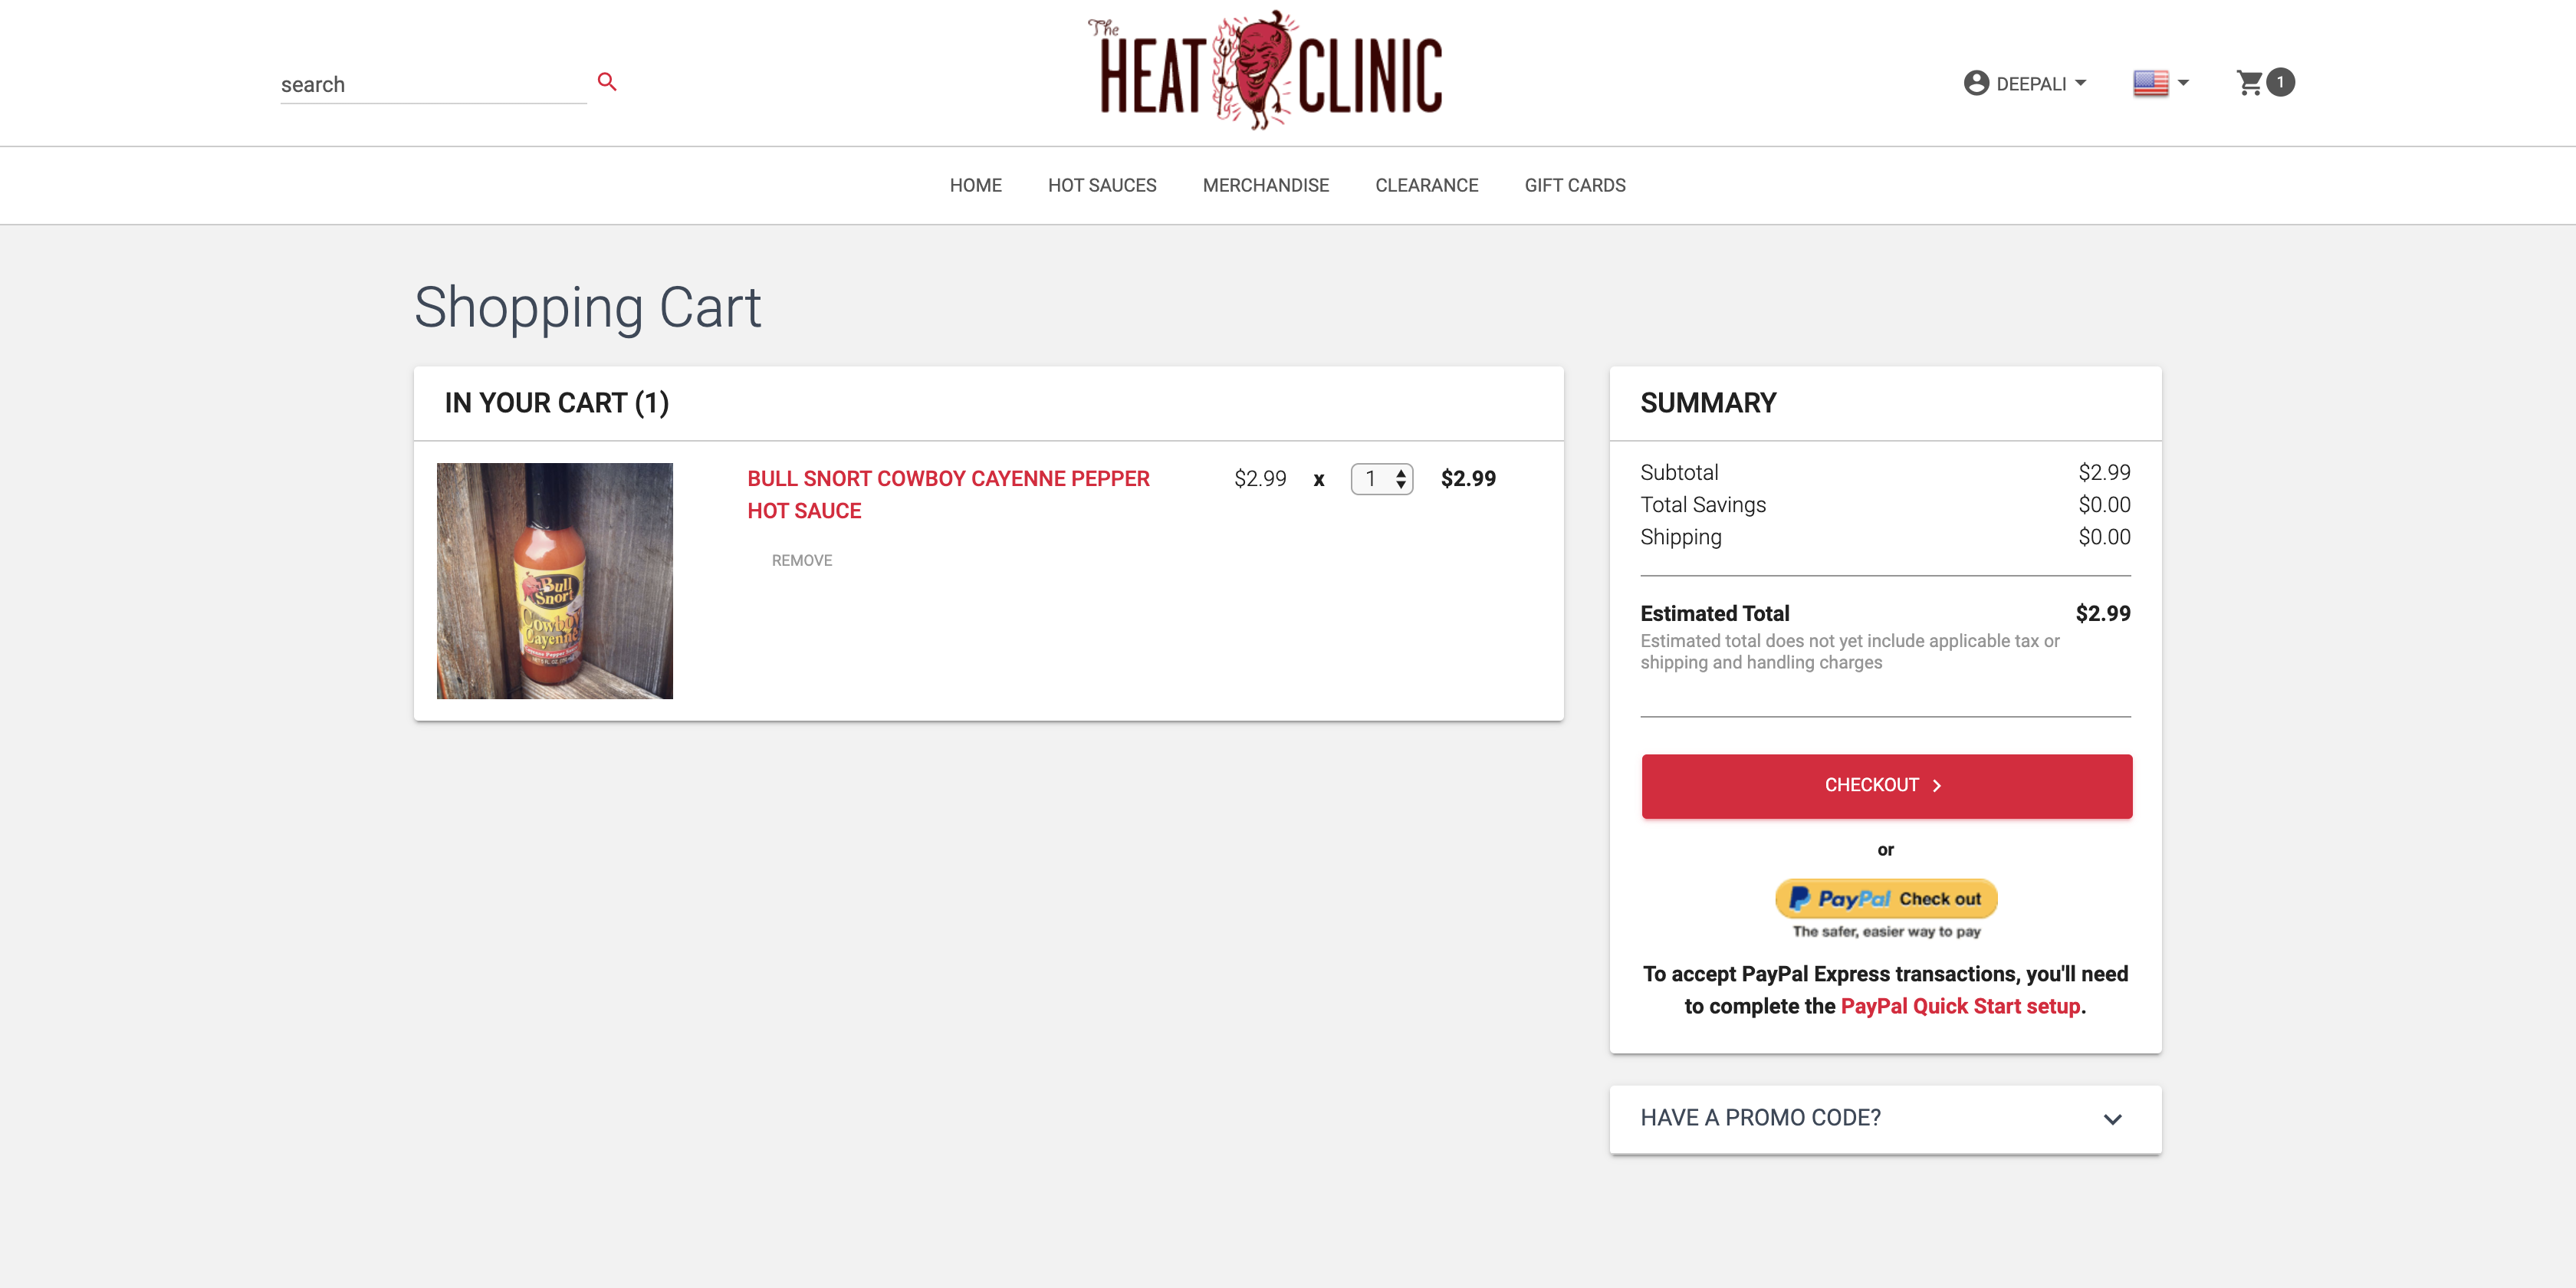 search
The
HEAT CLINIC
DEEPALI
1
HOME HOT SAUCES MERCHANDISE CLEARANCE GIFT CARDS
Shopping Cart
IN YOUR CART (1)
BULL SNORT COWBOY CAYENNE PEPPER
HOT SAUCE
$2.99 x 1 $2.99
REMOVE
Bull
Snort
Cowboy
Cayenne
SUMMARY
Subtotal $2.99
Total Savings $0.00
Shipping $0.00
Estimated Total $2.99
Estimated total does not yet include applicable tax or
shipping and handling charges
CHECKOUT
or
PayPal Check out
The safer, easier way to pay
To accept PayPal Express transactions, you'll need
to complete the PayPal Quick Start setup.
HAVE A PROMO CODE?